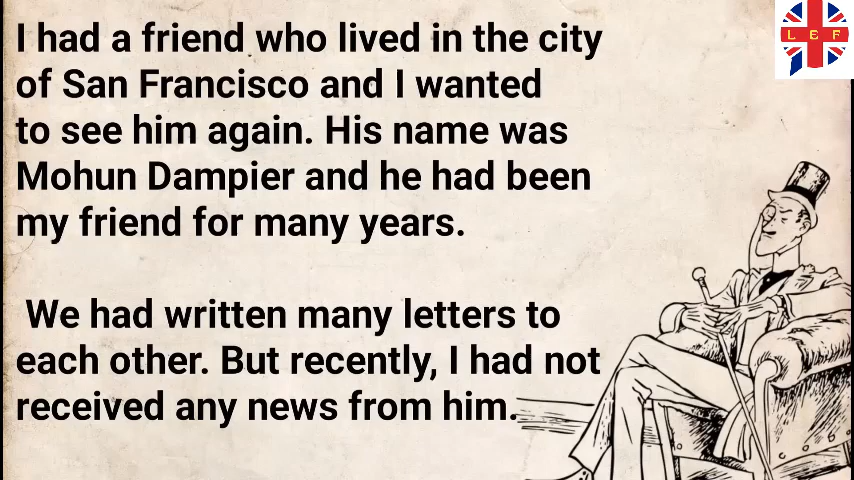 I had a friend who lived in the city
of San Francisco and I wanted
to see him again. His name was
Mohun Dampier and he had been
my friend for many years.
We had written many letters to
each other. But recently, I had not
received any news from him.
L E F